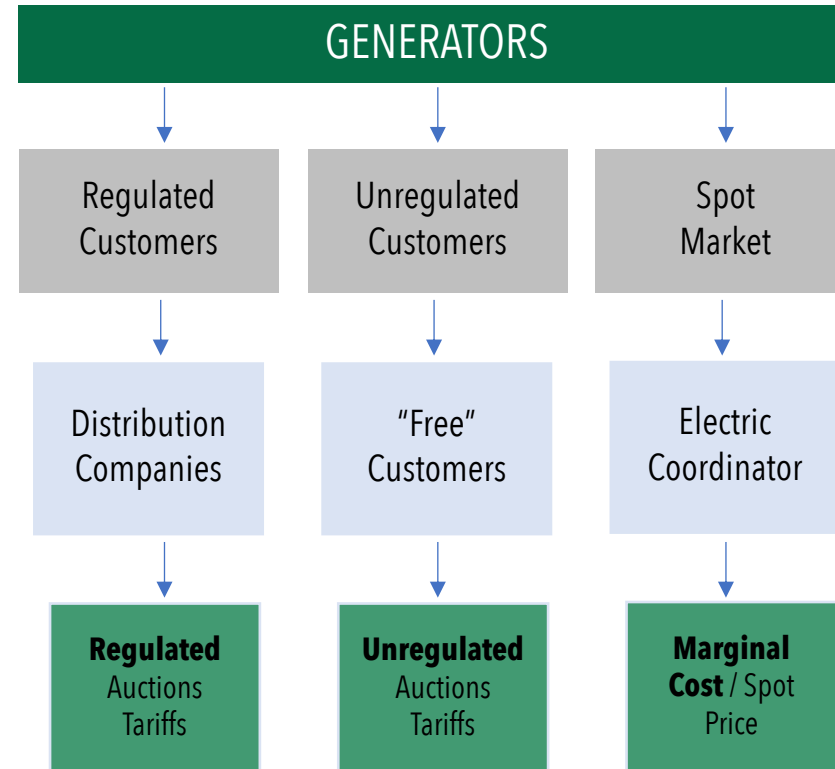 GENERATORS
Regulated
Customers
Unregulated
Customers
Spot
Market
Distribution
Companies
“Free”
Customers
Electric
Coordinator
Regulated
Auctions
Tariffs
Unregulated
Auctions
Tariffs
Marginal
Cost / Spot
Price